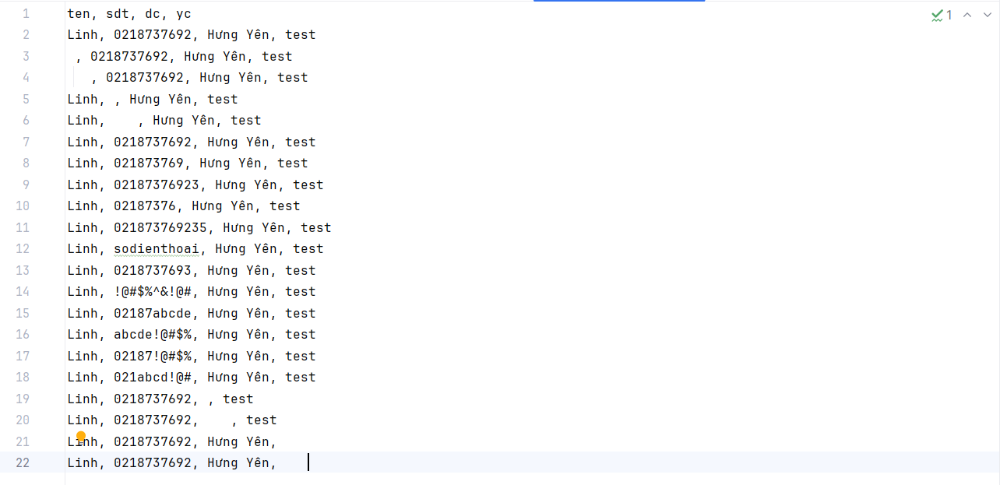 1 ten, sdt, dc, yc
2 Linh, 0218737692, Hưng Yên, test
3  , 0218737692, Hưng Yên, test
4    , 0218737692, Hưng Yên, test
5 Linh, , Hưng Yên, test
6 Linh,    , Hưng Yên, test
7 Linh, 0218737692, Hưng Yên, test
8 Linh, 021873769, Hưng Yên, test
9 Linh, 02187376923, Hưng Yên, test
10 Linh, 02187376, Hưng Yên, test
11 Linh, 021873769235, Hưng Yên, test
12 Linh, sodienthoai, Hưng Yên, test
13 Linh, 0218737693, Hưng Yên, test
14 Linh, !@#$%^&!@#, Hưng Yên, test
15 Linh, 02187abcde, Hưng Yên, test
16 Linh, abcde!@#$%, Hưng Yên, test
17 Linh, 02187!@#$%, Hưng Yên, test
18 Linh, 021abcd!@#, Hưng Yên, test
19 Linh, 0218737692, , test
20 Linh, 0218737692,    , test
21 Linh, 0218737692, Hưng Yên,
22 Linh, 0218737692, Hưng Yên,
1